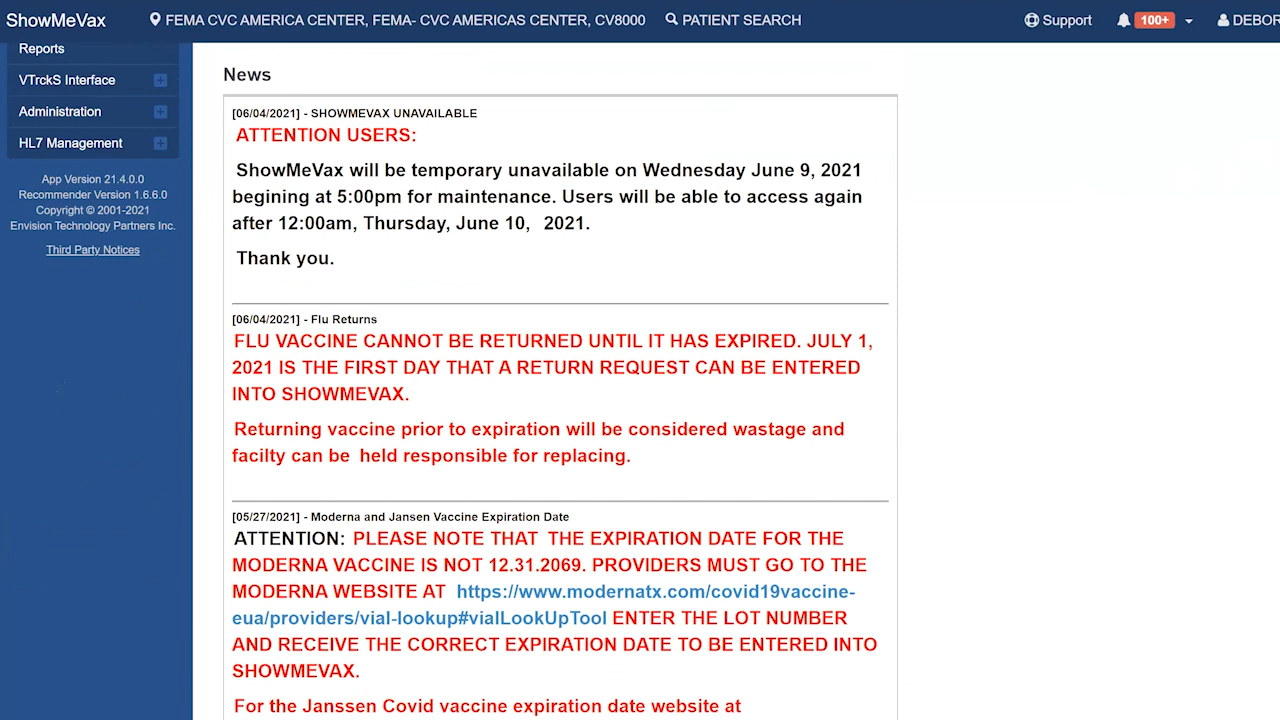 ShowMeVax FEMA CVC AMERICA CENTER, FEMA- CVC AMERICAS CENTER, CV8000 PATIENT SEARCH Support 100+ DEBOR
Reports
VTrckS Interface
Administration
HL7 Management
App Version 21.4.0.0
Recommender Version 1.6.6.0
Copyright © 2001-2021
Envision Technology Partners Inc.
Third Party Notices
News
[06/04/2021] - SHOWMEVAX UNAVAILABLE
ATTENTION USERS:
ShowMeVax will be temporary unavailable on Wednesday June 9, 2021
begining at 5:00pm for maintenance. Users will be able to access again
after 12:00am, Thursday, June 10, 2021.
Thank you.
[06/04/2021] - Flu Returns
FLU VACCINE CANNOT BE RETURNED UNTIL IT HAS EXPIRED. JULY 1,
2021 IS THE FIRST DAY THAT A RETURN REQUEST CAN BE ENTERED
INTO SHOWMEVAX.
Returning vaccine prior to expiration will be considered wastage and
facilty can be held responsible for replacing.
[05/27/2021] - Moderna and Jansen Vaccine Expiration Date
ATTENTION: PLEASE NOTE THAT THE EXPIRATION DATE FOR THE
MODERNA VACCINE IS NOT 12.31.2069. PROVIDERS MUST GO TO THE
MODERNA WEBSITE AT https://www.modernatx.com/covid19vaccine-
eua/providers/vial-lookup#vialLookUpTool ENTER THE LOT NUMBER
AND RECEIVE THE CORRECT EXPIRATION DATE TO BE ENTERED INTO
SHOWMEVAX.
For the Janssen Covid vaccine expiration date website at